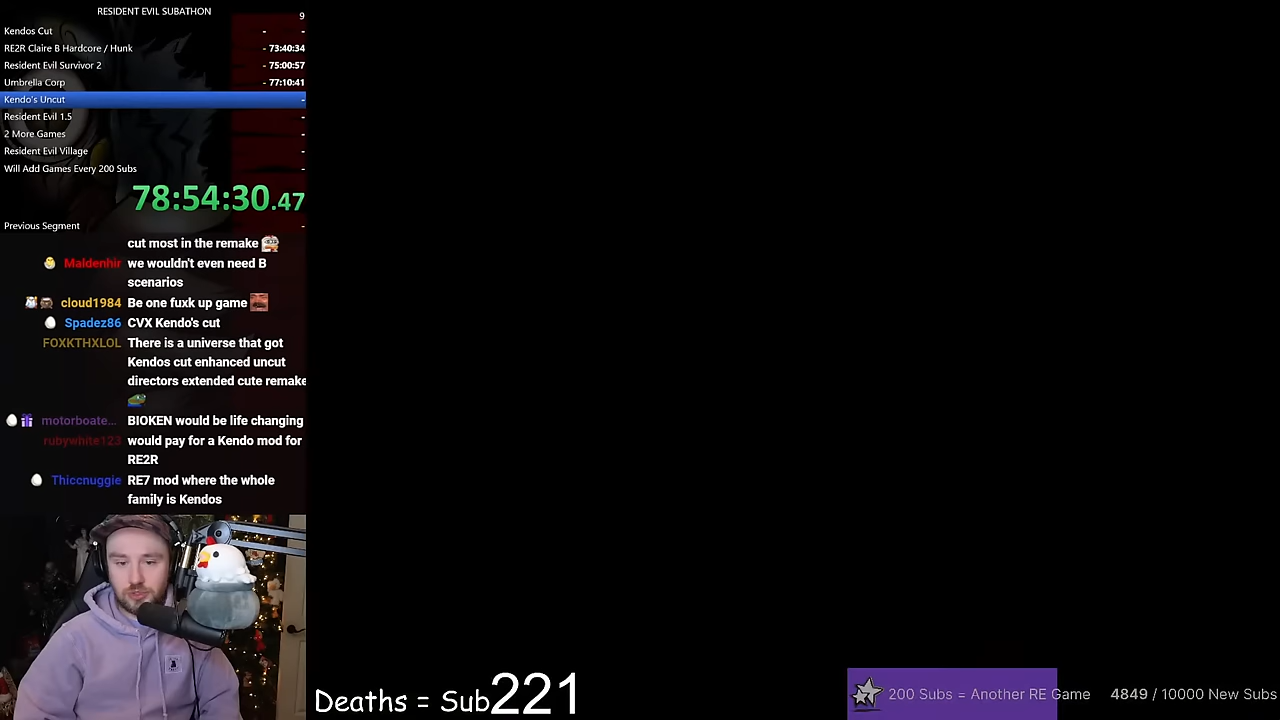 RESIDENT EVIL SUBATHON
9
Kendos Cut - -
RE2R Claire B Hardcore / Hunk - 73:40:34
Resident Evil Survivor 2 - 75:00:57
Umbrella Corp - 77:10:41
Kendo's Uncut -
Resident Evil 1.5 -
2 More Games -
Resident Evil Village -
Will Add Games Every 200 Subs -
78:54:30.47
Previous Segment -
cut most in the remake
Maldenhir we wouldn't even need B
scenarios
cloud1984 Be one fuxk up game
Spadez86 CVX Kendo's cut
FOXKTHXLOL There is a universe that got
Kendos cut enhanced uncut
directors extended cute remake
motorboate... BIOKEN would be life changing
rubywhite123 would pay for a Kendo mod for
RE2R
Thiccnuggie RE7 mod where the whole
family is Kendos
Deaths = Sub221
200 Subs = Another RE Game 4849 / 10000 New Subs